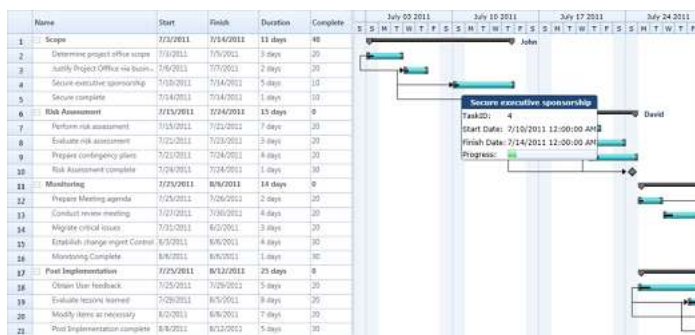 Name Start Finish Duration Complete
July 03 2011 July 10 2011 July 17 2011 July 24 2011
S S M T W T F S S M T W T F S S M T W T F S S M T W T F
1 Scope 7/3/2011 7/14/2011 11 days 40
John
2 Determine project office scope 7/3/2011 7/5/2011 3 days 20
3 Justify Project Office via busin... 7/6/2011 7/7/2011 2 days 20
4 Secure executive sponsorship 7/10/2011 7/14/2011 5 days 10
5 Secure complete 7/14/2011 7/14/2011 1 days 10
Secure executive sponsorship
TaskID: 4
Start Date: 7/10/2011 12:00:00 AM
Finish Date: 7/14/2011 12:00:00 AM
Progress:
6 Risk Assessment 7/15/2011 7/24/2011 15 days 0
David
7 Perform risk assessment 7/15/2011 7/21/2011 7 days 20
8 Evaluate risk assessment 7/21/2011 7/23/2011 3 days 20
9 Prepare contingency plans 7/21/2011 7/24/2011 4 days 20
10 Risk Assessment complete 7/24/2011 7/24/2011 1 days 30
11 Monitoring 7/25/2011 8/6/2011 14 days 0
12 Prepare Meeting agenda 7/25/2011 7/26/2011 2 days 20
13 Conduct review meeting 7/27/2011 7/30/2011 4 days 20
14 Migrate critical issues 7/31/2011 8/2/2011 3 days 20
15 Establish change mgmt Control 8/3/2011 8/6/2011 4 days 30
16 Monitoring Complete 8/6/2011 8/6/2011 1 days 30
17 Post Implementation 7/25/2011 8/12/2011 25 days 0
18 Obtain User feedback 7/25/2011 7/29/2011 5 days 20
19 Evaluate lessons learned 7/29/2011 8/5/2011 8 days 20
20 Modify items as necessary 8/2/2011 8/8/2011 7 days 20
21 Post Implementation complete 8/8/2011 8/12/2011 5 days 30